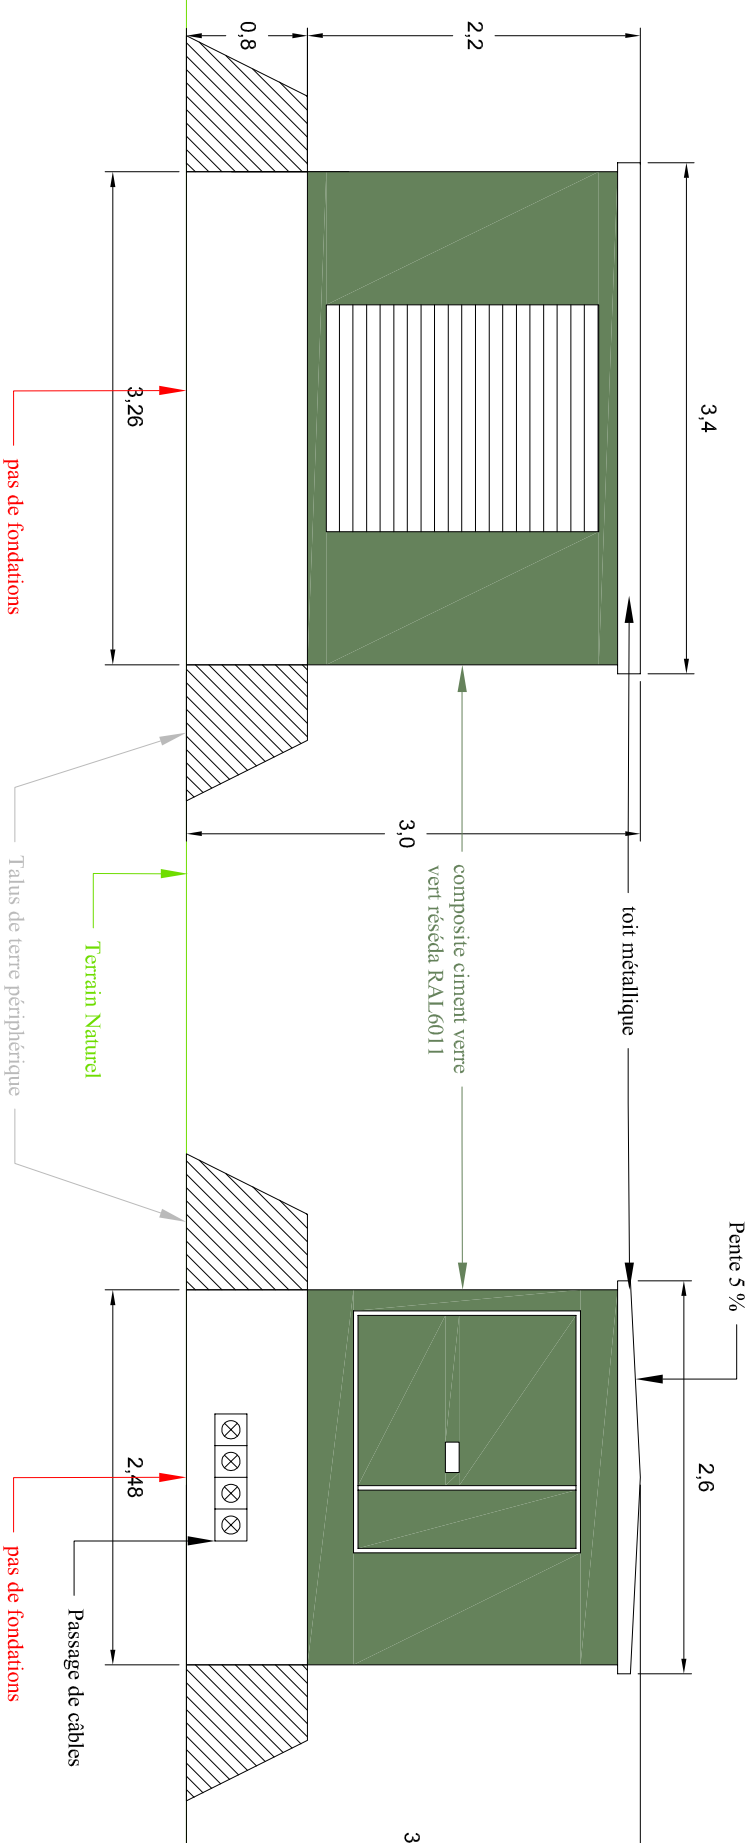 2,2
0,8
3,4
3,26
pas de fondations
3,0
composite ciment verre
vert réséda RAL6011
toit métallique
Talus de terre périphérique
Terrain Naturel
Pente 5 %
2,6
2,48
pas de fondations
Passage de câbles
3